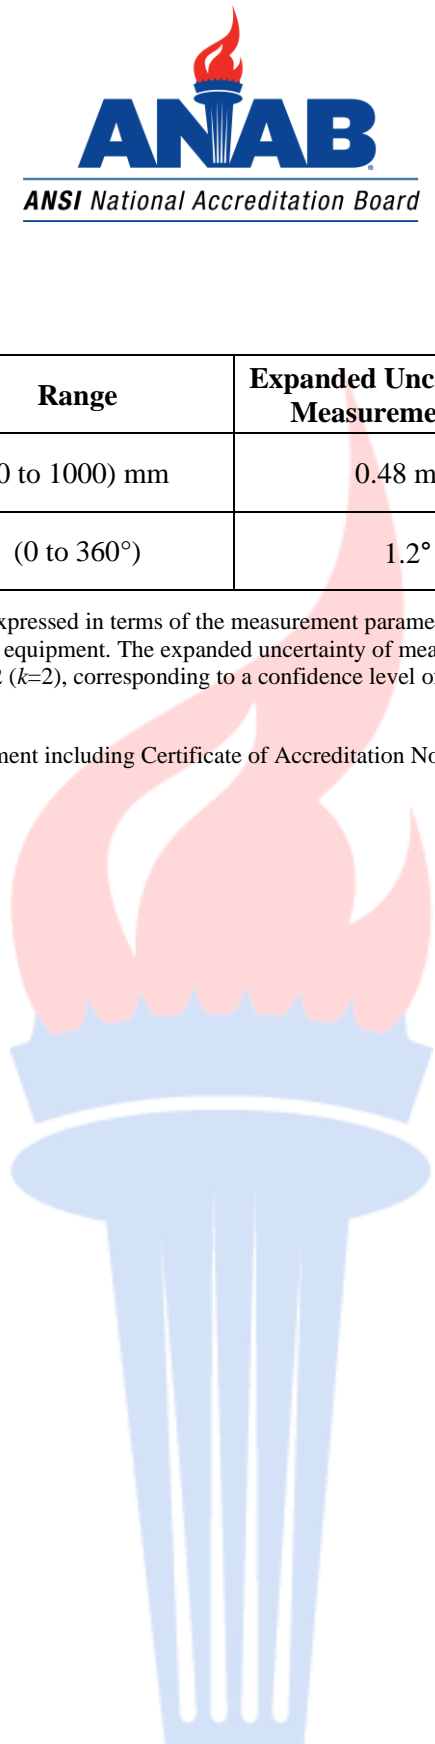 ANAB
ANSI National Accreditation Board
Range
Expanded Unc
Measureme
0 to 1000) mm
0.48 m
(0 to 360°)
1.2°
xpressed in terms of the measurement parame
equipment. The expanded uncertainty of mea
2 (k=2), corresponding to a confidence level o
ment including Certificate of Accreditation No